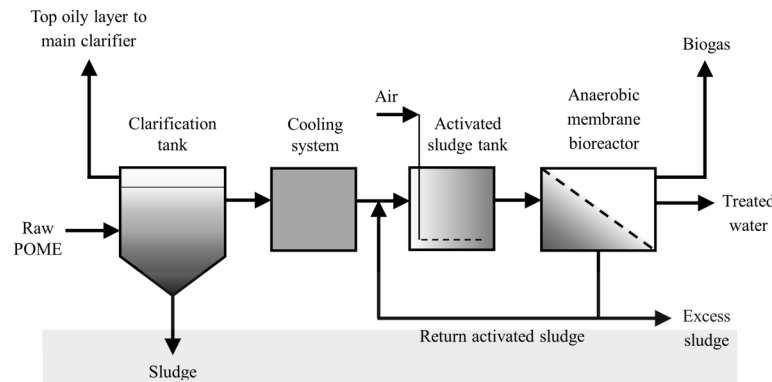 Top oily layer to
main clarifier
Biogas
Air
Anaerobic
membrane
bioreactor
Clarification
tank
Cooling
system
Activated
sludge tank
Raw
POME
Treated
water
Return activated sludge
Excess
sludge
Sludge